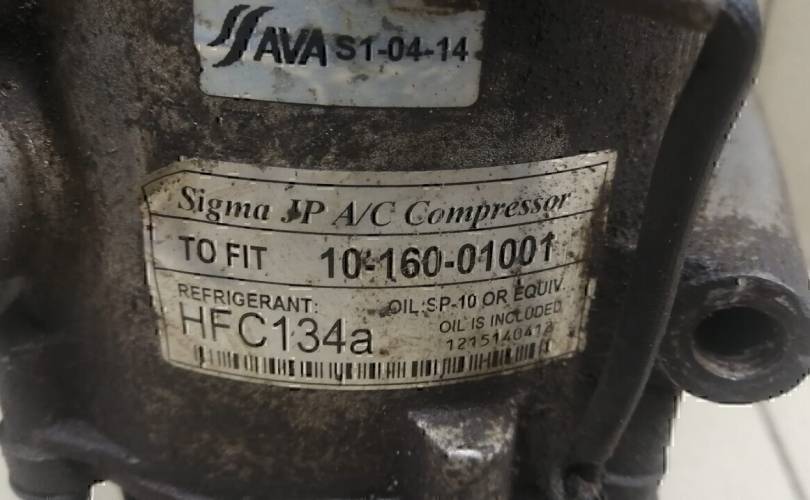 AVA S1-04-14
Sigma JP A/C Compressor
TO FIT 10-160-01001
REFRIGERANT: OIL:SP-10 OR EQUIV.
HFC134a OIL IS INCLUDED
1215140412